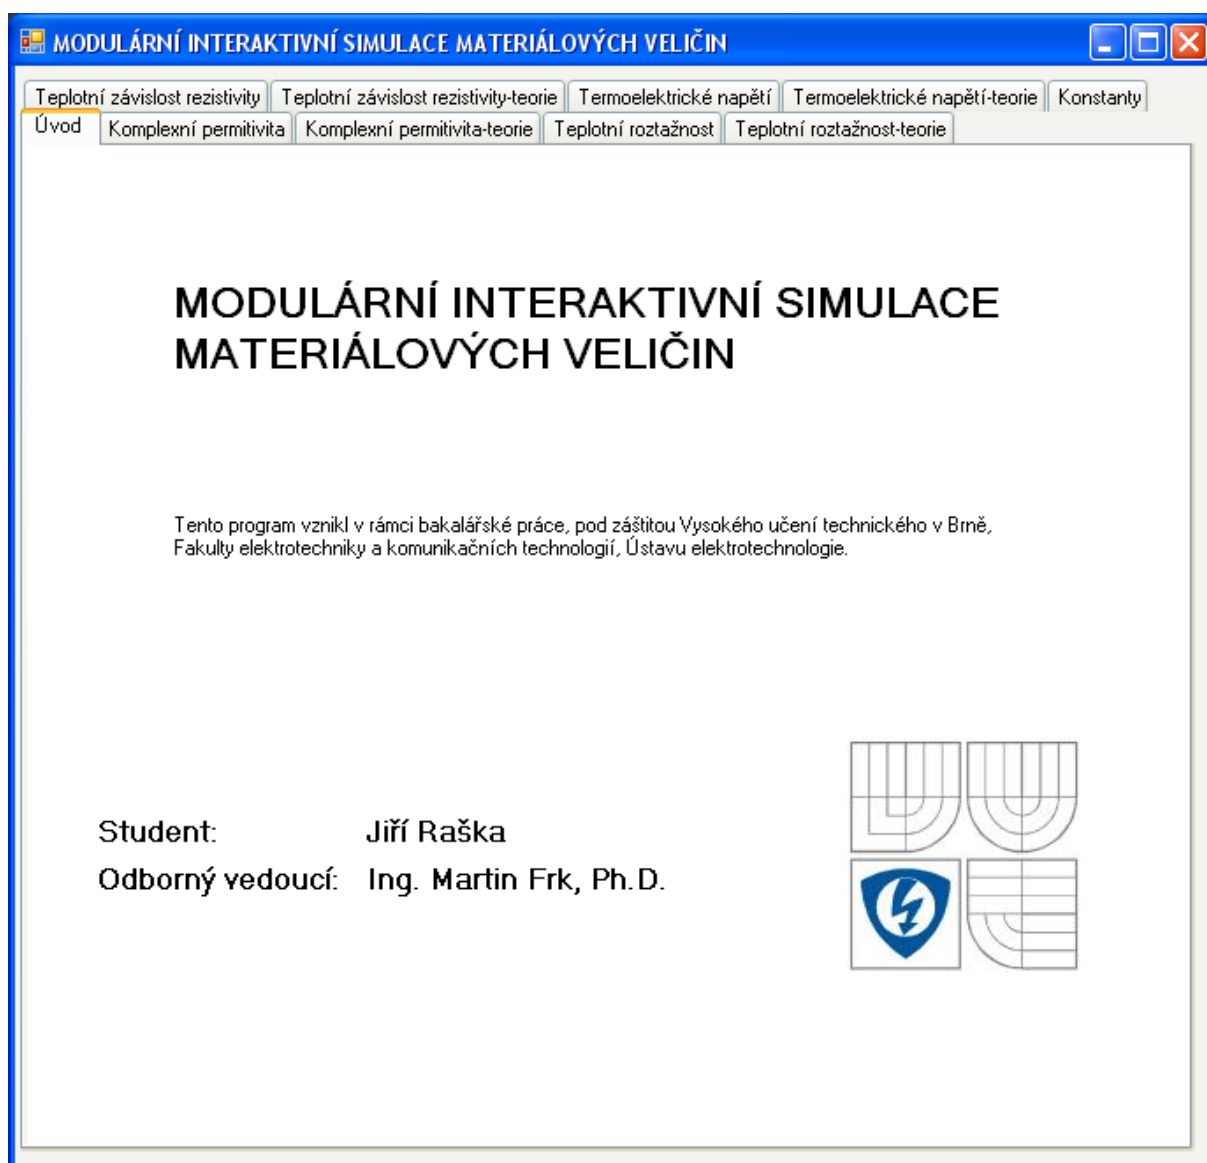 MODULÁRNÍ INTERAKTIVNÍ SIMULACE MATERIÁLOVÝCH VELIČIN
Teplotní závislost rezistivity Teplotní závislost rezistivity-teorie Termoelektrické napětí Termoelektrické napětí-teorie Konstanty
Úvod Komplexní permitivita Komplexní permitivita-teorie Teplotní roztažnost Teplotní roztažnost-teorie
MODULÁRNÍ INTERAKTIVNÍ SIMULACE
MATERIÁLOVÝCH VELIČIN
Tento program vznikl v rámci bakalářské práce, pod záštitou Vysokého učení technického v Brně,
Fakulty elektrotechniky a komunikačních technologií, Ústavu elektrotechnologie.
Student: Jiří Raška
Odborný vedoucí: Ing. Martin Frk, Ph.D.